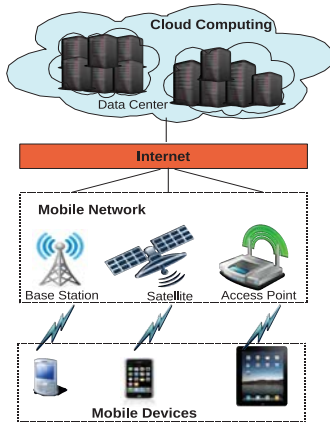 Cloud Computing
Data Center
Internet
Mobile Network
Base Station
Satellite
Access Point
Mobile Devices